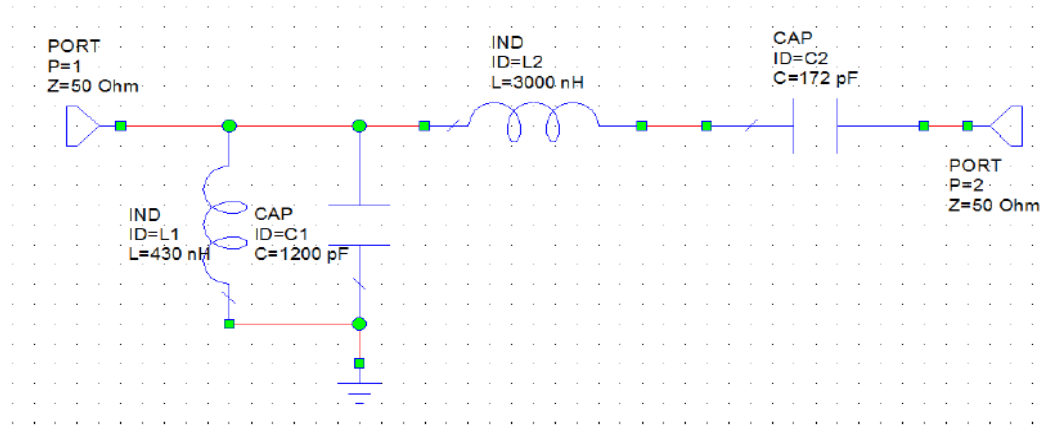 PORT
P=1
Z=50 Ohm
IND
ID=L2
L=3000 nH
CAP
ID=C2
C=172 pF
PORT
P=2
Z=50 Ohm
IND
ID=L1
L=430 nH
CAP
ID=C1
C=1200 pF